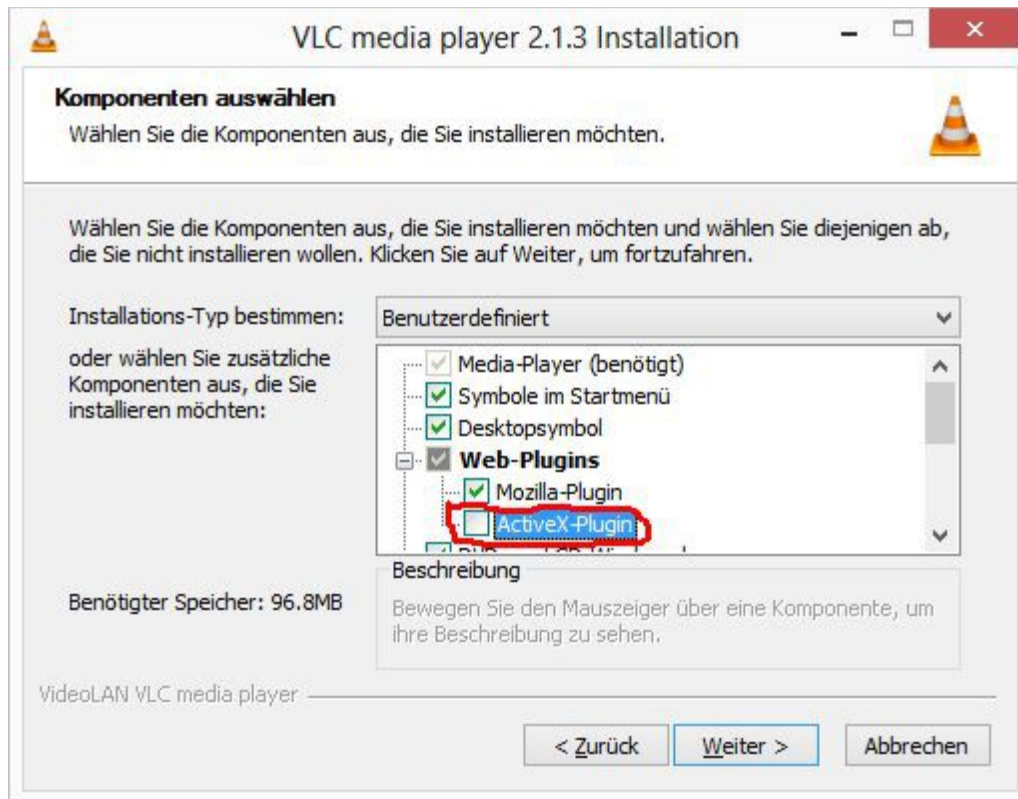 VLC media player 2.1.3 Installation
Komponenten auswählen
Wählen Sie die Komponenten aus, die Sie installieren möchten.
Wählen Sie die Komponenten aus, die Sie installieren möchten und wählen Sie diejenigen ab,
die Sie nicht installieren wollen. Klicken Sie auf Weiter, um fortzufahren.
Installations-Typ bestimmen:
Benutzerdefiniert
oder wählen Sie zusätzliche
Komponenten aus, die Sie
installieren möchten:
Media-Player (benötigt)
Symbole im Startmenü
Desktopsymbol
Web-Plugins
Mozilla-Plugin
ActiveX-Plugin
Benötigter Speicher: 96.8MB
Beschreibung
Bewegen Sie den Mauszeiger über eine Komponente, um
ihre Beschreibung zu sehen.
VideoLAN VLC media player
< Zurück
Weiter >
Abbrechen